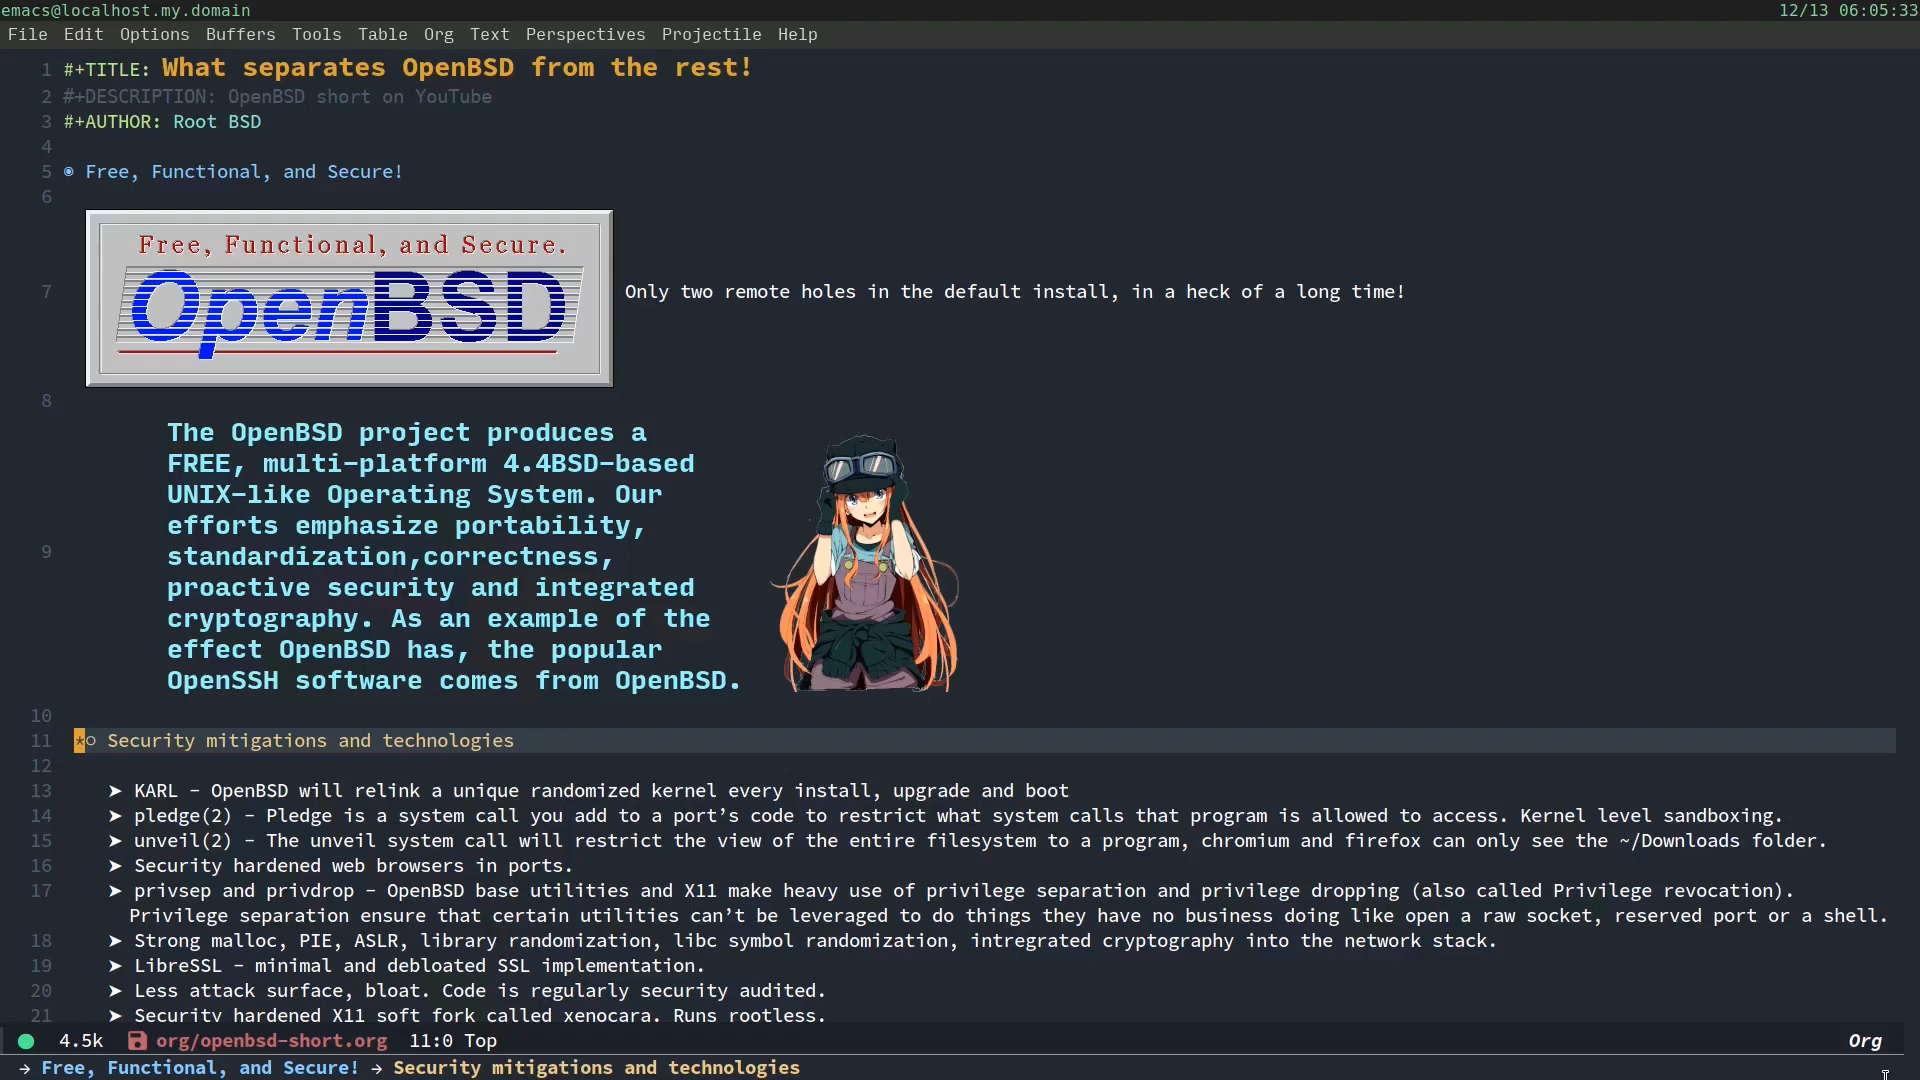 emacs@localhost.my.domain 12/13 06:05:33
File Edit Options Buffers Tools Table Org Text Perspectives Projectile Help
1 #+TITLE: What separates OpenBSD from the rest!
2 #+DESCRIPTION: OpenBSD short on YouTube
3 #+AUTHOR: Root BSD
4
5 ◉ Free, Functional, and Secure!
6
Free, Functional, and Secure.
OpenBSD
7 Only two remote holes in the default install, in a heck of a long time!
8
The OpenBSD project produces a
FREE, multi-platform 4.4BSD-based
UNIX-like Operating System. Our
efforts emphasize portability,
9 standardization,correctness,
proactive security and integrated
cryptography. As an example of the
effect OpenBSD has, the popular
OpenSSH software comes from OpenBSD.
10
11 *○ Security mitigations and technologies
12
13 ➤ KARL - OpenBSD will relink a unique randomized kernel every install, upgrade and boot
14 ➤ pledge(2) - Pledge is a system call you add to a port's code to restrict what system calls that program is allowed to access. Kernel level sandboxing.
15 ➤ unveil(2) - The unveil system call will restrict the view of the entire filesystem to a program, chromium and firefox can only see the ~/Downloads folder.
16 ➤ Security hardened web browsers in ports.
17 ➤ privsep and privdrop - OpenBSD base utilities and X11 make heavy use of privilege separation and privilege dropping (also called Privilege revocation).
Privilege separation ensure that certain utilities can't be leveraged to do things they have no business doing like open a raw socket, reserved port or a shell.
18 ➤ Strong malloc, PIE, ASLR, library randomization, libc symbol randomization, intregrated cryptography into the network stack.
19 ➤ LibreSSL - minimal and debloated SSL implementation.
20 ➤ Less attack surface, bloat. Code is regularly security audited.
21 ➤ Security hardened X11 soft fork called xenocara. Runs rootless.
4.5k org/openbsd-short.org 11:0 Top Org
→ Free, Functional, and Secure! → Security mitigations and technologies